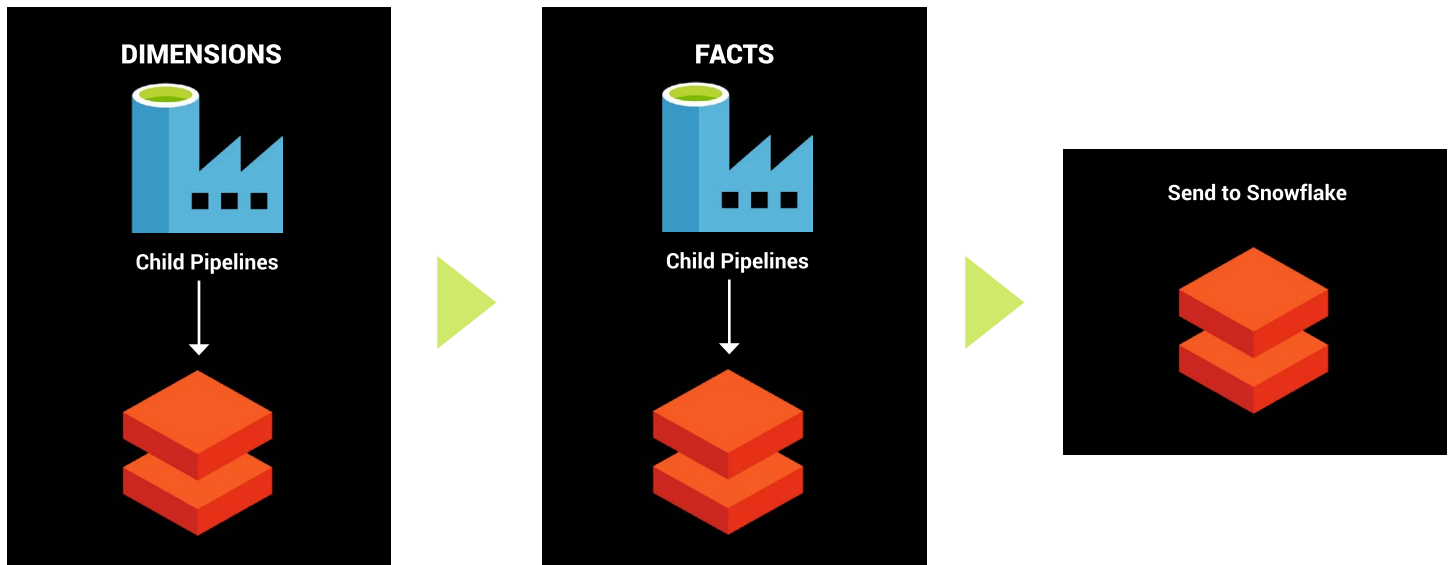 DIMENSIONS
Child Pipelines
FACTS
Child Pipelines
Send to Snowflake